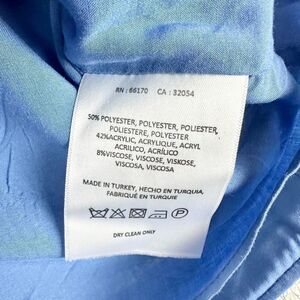 RN : 66170 CA : 32054
50% POLYESTER, POLYESTER, POLIESTER,
POLIESTERE, POLYESTER
42%ACRYLIC, ACRYLIQUE, ACRYL
ACRILICO, ACRÍLICO
8%VISCOSE, VISCOSE, VISKOSE,
VISCOSA, VISCOSA
MADE IN TURKEY, HECHO EN TURQUIA,
FABRIQUÉ EN TURQUIE
P
DRY CLEAN ONLY